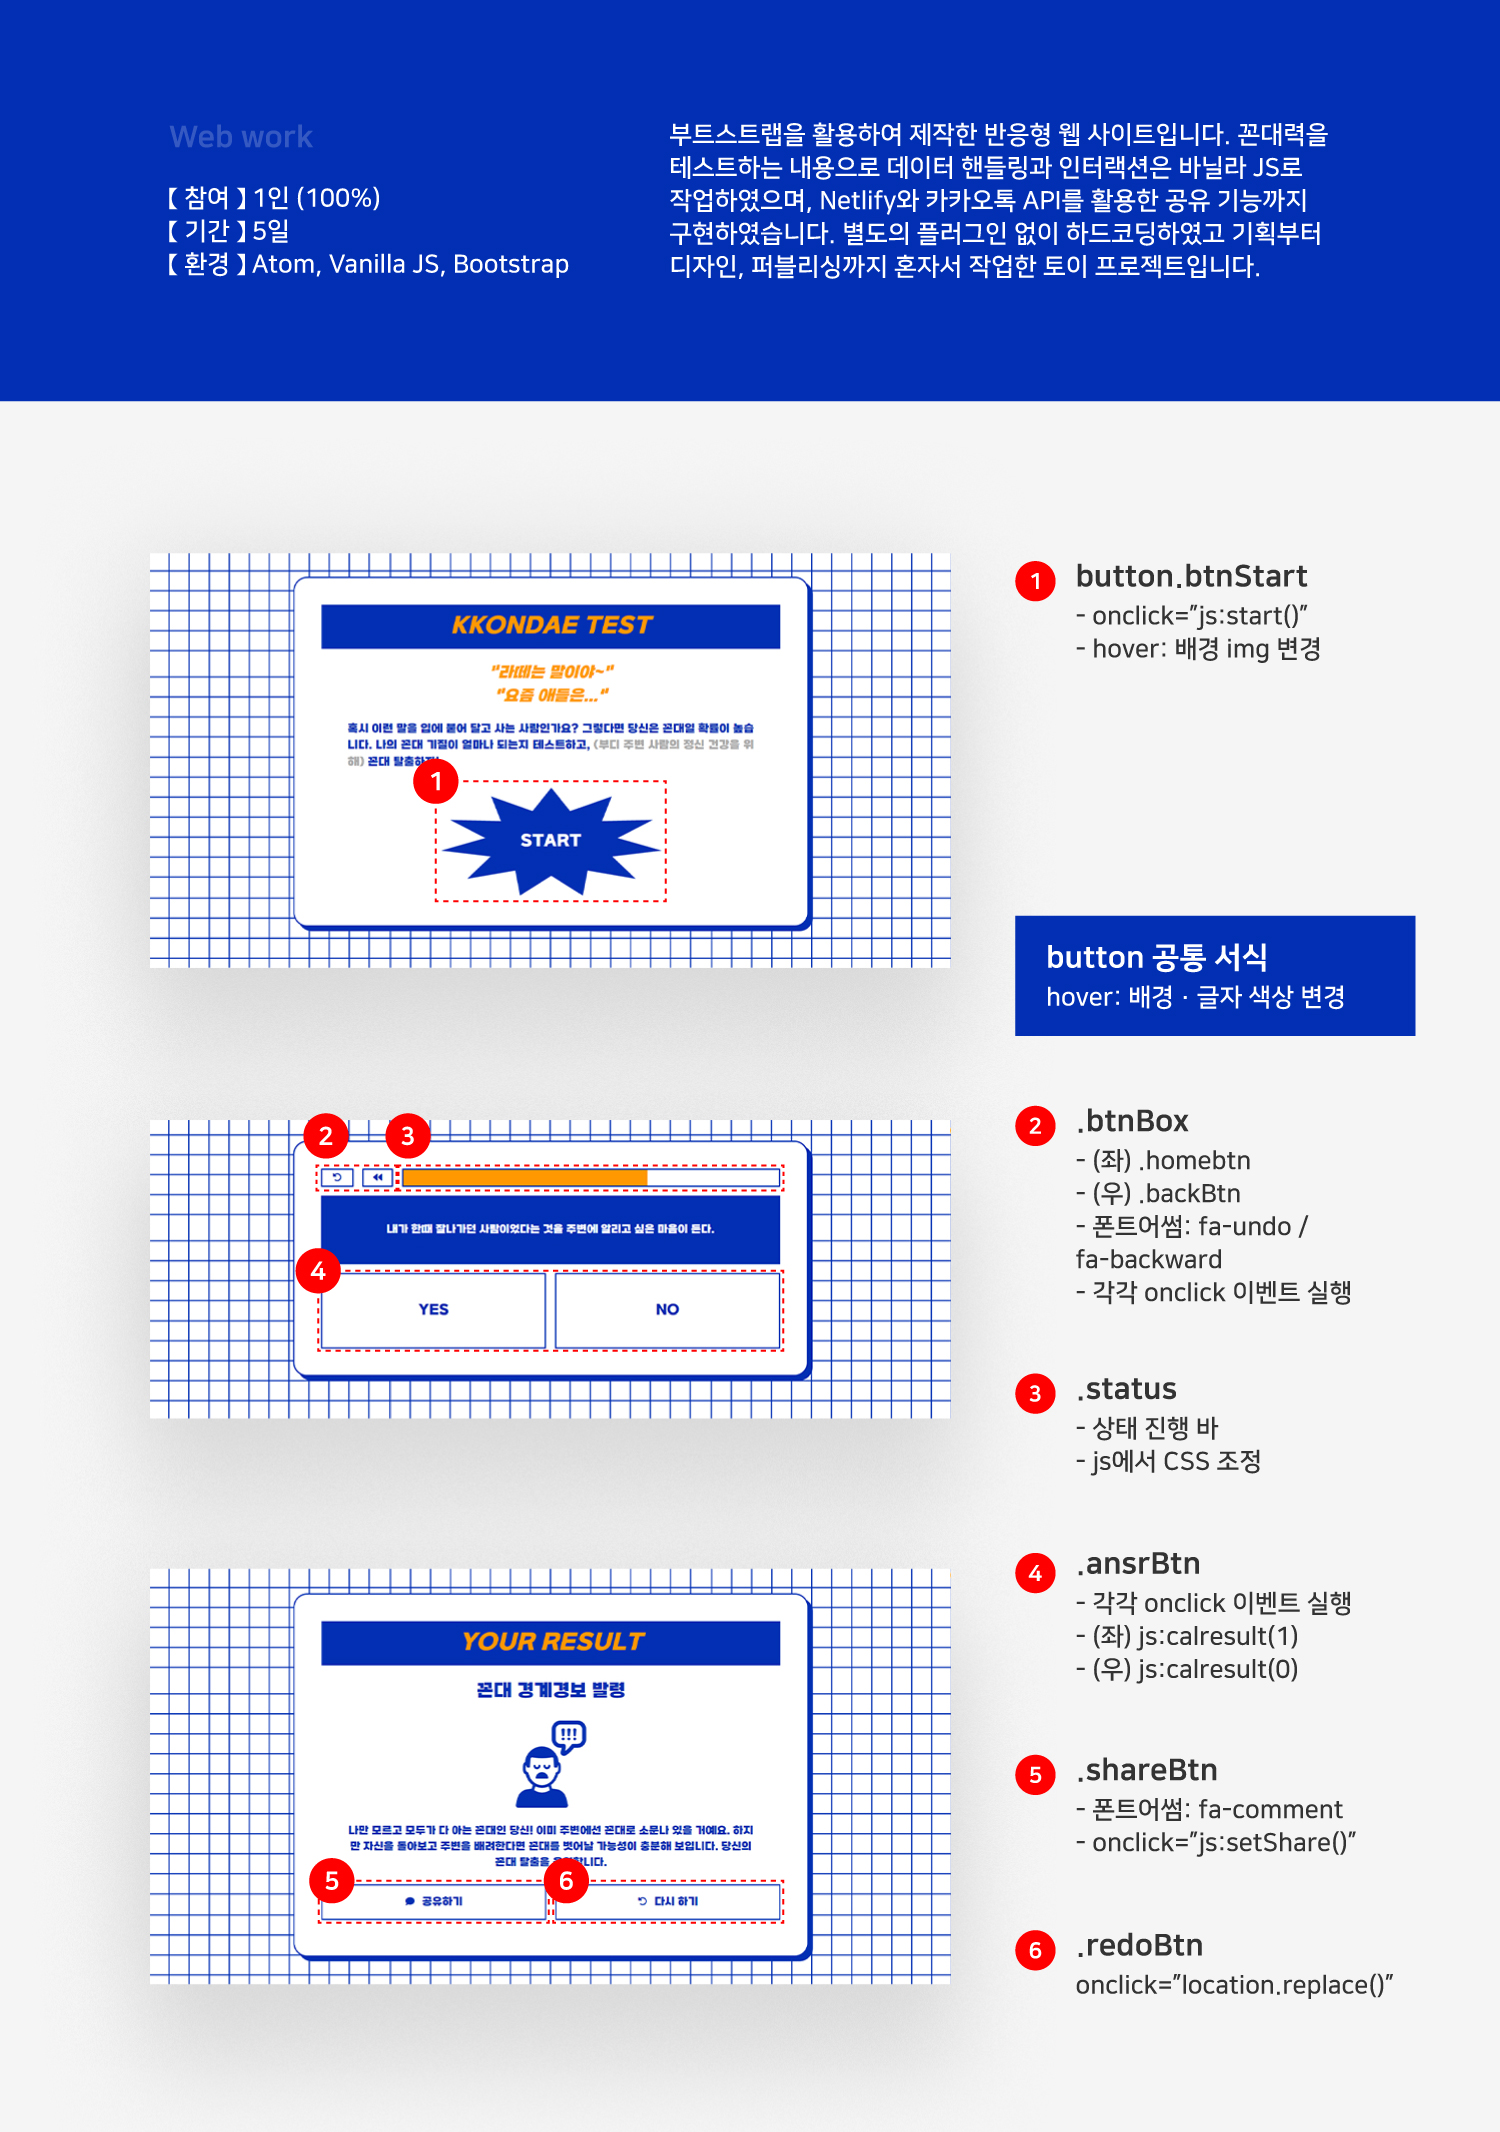 Web work
【 참여 】 1인 (100%)
【 기간 】 5일
【 환경 】 Atom, Vanilla JS, Bootstrap
부트스트랩을 활용하여 제작한 반응형 웹 사이트입니다. 꼰대력을
테스트하는 내용으로 데이터 핸들링과 인터랙션은 바닐라 JS로
작업하였으며, Netlify와 카카오톡 API를 활용한 공유 기능까지
구현하였습니다. 별도의 플러그인 없이 하드코딩하였고 기획부터
디자인, 퍼블리싱까지 혼자서 작업한 토이 프로젝트입니다.
KKONDAE TEST
"라떼는 말이야~"
"요즘 애들은..."
혹시 이런 말을 입에 붙어 달고 사는 사람인가요? 그렇다면 당신은 꼰대일 확률이 높습
니다. 나의 꼰대 기질이 얼마나 되는지 테스트하고, (부디 주변 사람의 정신 건강을 위
해) 꼰대 탈출하자!
1
START
1 button.btnStart
- onclick="js:start()"
- hover: 배경 img 변경
button 공통 서식
hover: 배경 · 글자 색상 변경
2 3
내가 한때 잘나가던 사람이었다는 것을 주변에 알리고 싶은 마음이 든다.
4
YES NO
2 .btnBox
- (좌) .homebtn
- (우) .backBtn
- 폰트어썸: fa-undo /
fa-backward
- 각각 onclick 이벤트 실행
3 .status
- 상태 진행 바
- js에서 CSS 조정
YOUR RESULT
꼰대 경계경보 발령
!!!
나만 모르고 모두가 다 아는 꼰대인 당신! 이미 주변에선 꼰대로 소문나 있을 거예요. 하지
만 자신을 돌아보고 주변을 배려한다면 꼰대를 벗어날 가능성이 충분해 보입니다. 당신의
꼰대 탈출을 니다.
5 6
공유하기 다시 하기
4 .ansrBtn
- 각각 onclick 이벤트 실행
- (좌) js:calresult(1)
- (우) js:calresult(0)
5 .shareBtn
- 폰트어썸: fa-comment
- onclick="js:setShare()"
6 .redoBtn
onclick="location.replace()"